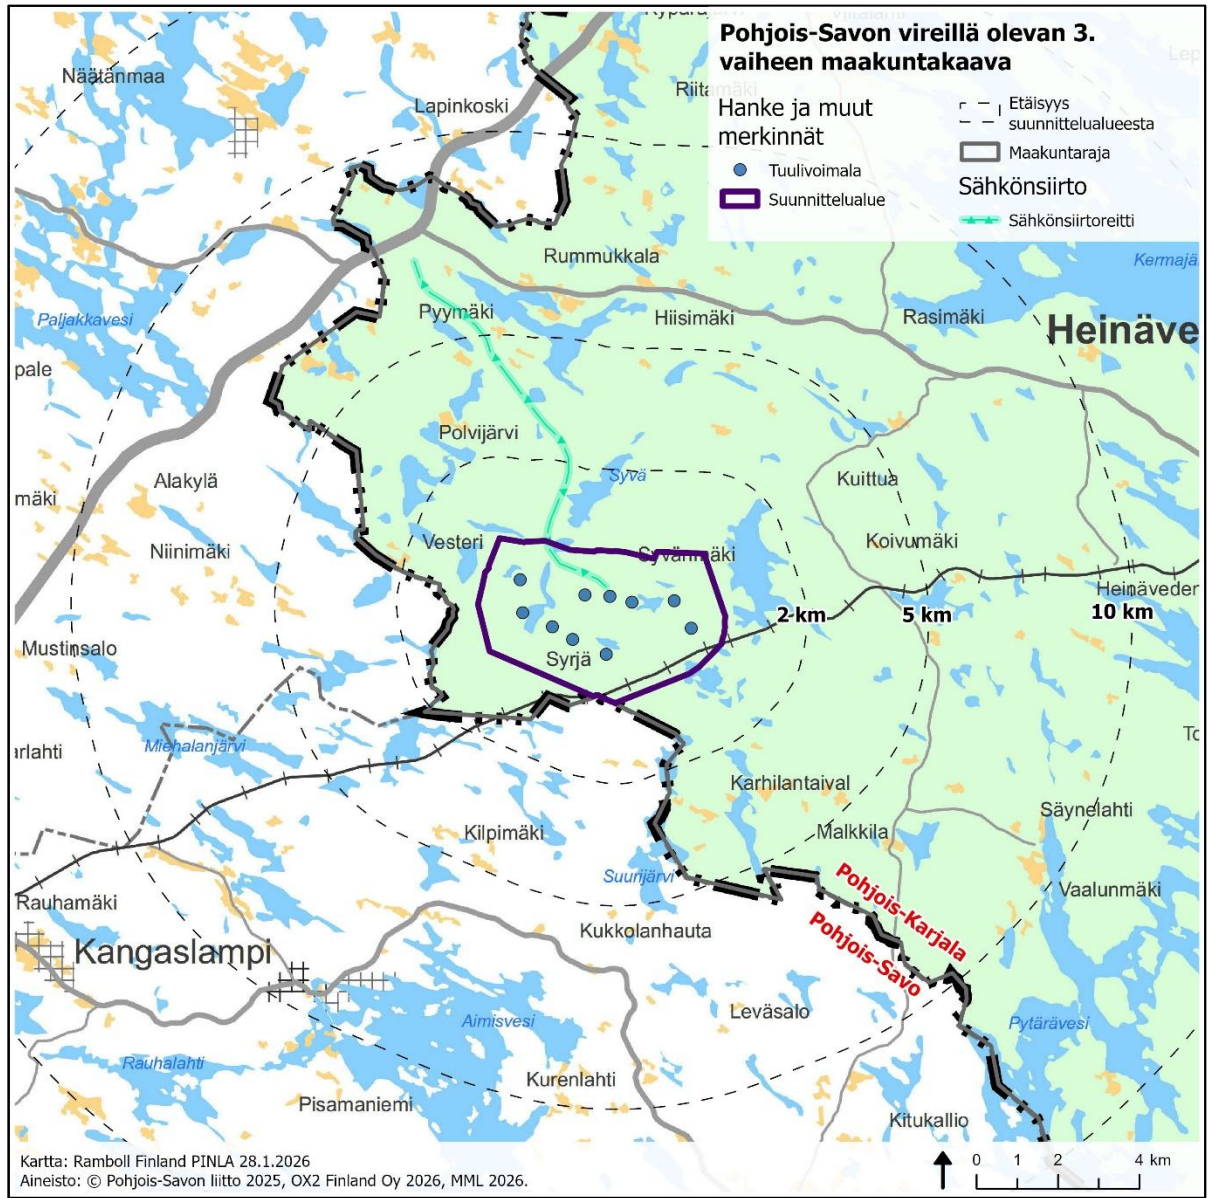 Pohjois-Savon vireillä olevan 3.
vaiheen maakuntakaava
Hanke ja muut
merkinnät
Tuulivoimala
Suunnittelualue
Etäisyys
suunnittelualueesta
Maakuntaraja
Sähkönsiirto
Sähkönsiirtoreitti
Näätänmaa
Lapinkoski
Rummukkala
Kermajä
Paljakkavesi
Pyymäki
Hiisimäki
Rasimäki
Heinäve
pale
Polvijärvi
Alakylä
Syvä
Kuittua
mäki
Niinimäki
Vesteri
Syvänmäki
Koivumäki
Heinäveder
2 km
5 km
10 km
Mustinsalo
Syrjä
Miehalanjärvi
arlahti
To
Karhilantaival
Säynelahti
Kilpimäki
Malkkila
Suurijärvi
Pohjois-Karjala
Pohjois-Savo
Vaalunmäki
Rauhamäki
Kangaslampi
Kukkolanhauta
Leväsalo
Aimisvesi
Pytärävesi
Rauhalahti
Kurenlahti
Pisamaniemi
Kitukallio
Kartta: Ramboll Finland PINLA 28.1.2026
Aineisto: © Pohjois-Savon liitto 2025, OX2 Finland Oy 2026, MML 2026.
0 1 2 4 km